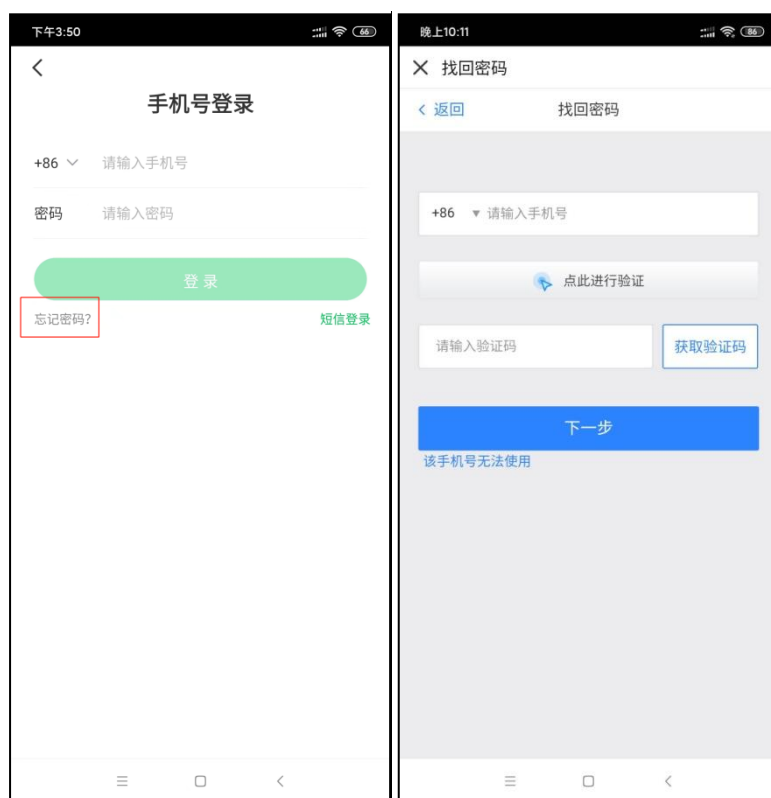 下午3:50
66
手机号登录
+86 请输入手机号
密码 请输入密码
登录
忘记密码?
短信登录
晚上10:11
86
找回密码
返回 找回密码
+86 请输入手机号
点此进行验证
请输入验证码 获取验证码
下一步
该手机号无法使用